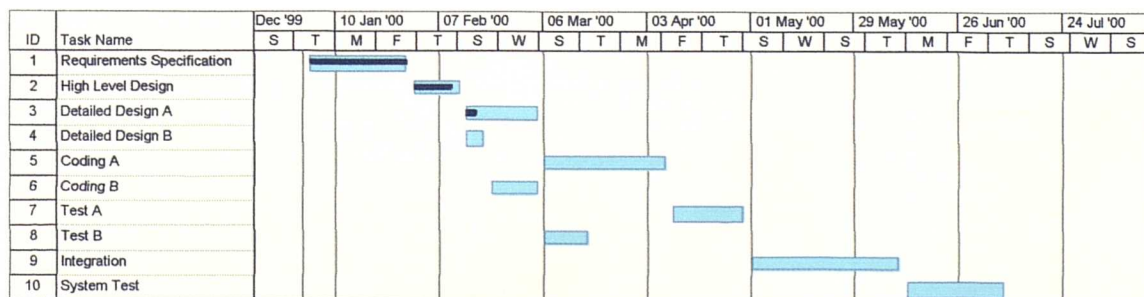 Dec '99 10 Jan '00 07 Feb '00 06 Mar '00 03 Apr '00 01 May '00 29 May '00 26 Jun '00 24 Jul '00
ID Task Name S T M F T S W S T M F T S W S T M F T S W S
1 Requirements Specification
2 High Level Design
3 Detailed Design A
4 Detailed Design B
5 Coding A
6 Coding B
7 Test A
8 Test B
9 Integration
10 System Test